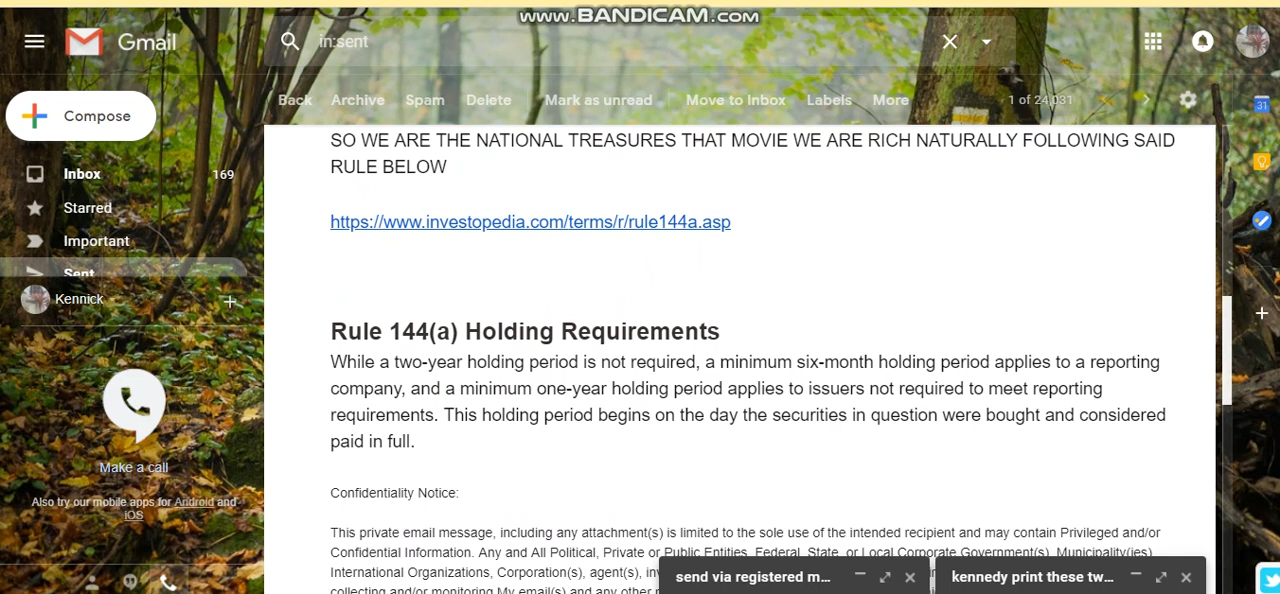 www.BANDICAM.com
Gmail
in:sent
Compose
Back Archive Spam Delete Mark as unread Move to Inbox Labels More 1 of 24,031
31
Inbox 169
Starred
Important
Sent
Kennick
Make a call
Also try our mobile apps for Android and
iOS
SO WE ARE THE NATIONAL TREASURES THAT MOVIE WE ARE RICH NATURALLY FOLLOWING SAID
RULE BELOW
https://www.investopedia.com/terms/r/rule144a.asp
Rule 144(a) Holding Requirements
While a two-year holding period is not required, a minimum six-month holding period applies to a reporting
company, and a minimum one-year holding period applies to issuers not required to meet reporting
requirements. This holding period begins on the day the securities in question were bought and considered
paid in full.
Confidentiality Notice:
This private email message, including any attachment(s) is limited to the sole use of the intended recipient and may contain Privileged and/or
Confidential Information. Any and All Political, Private or Public Entities, Federal, State, or Local Corporate Government(s), Municipality(ies),
International Organizations, Corporation(s), agent(s),
collecting and/or monitoring My email(s) and any other
send via registered m...
kennedy print these tw...